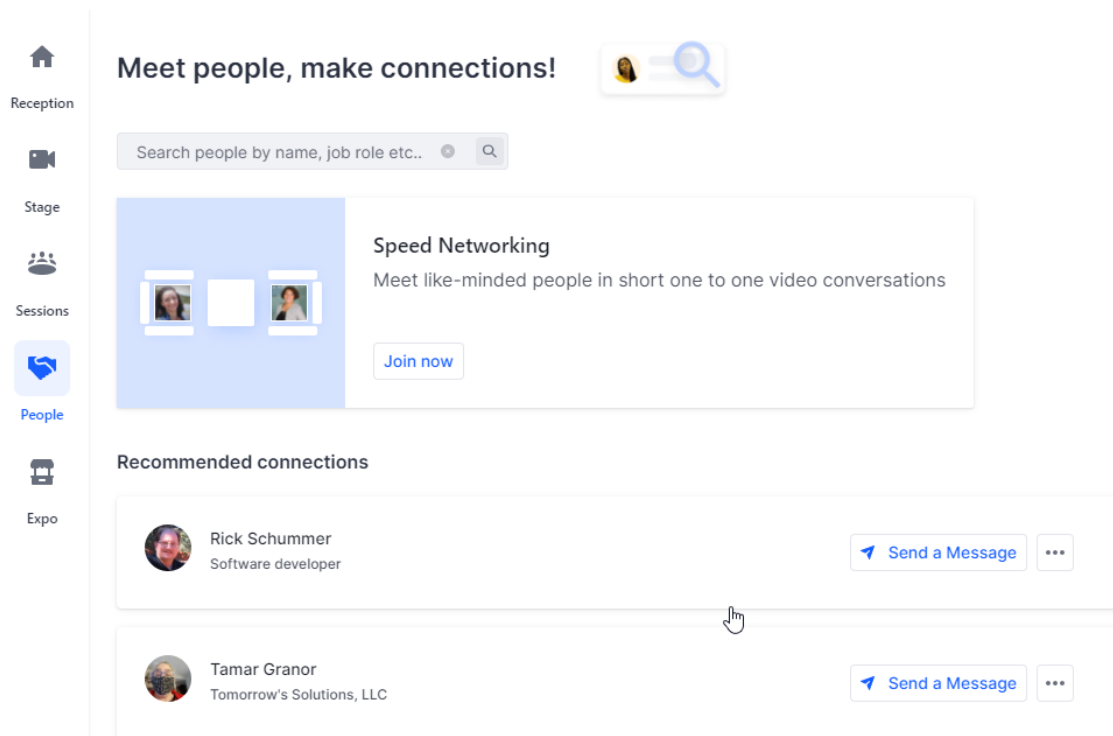 Meet people, make connections!
Reception
Search people by name, job role etc..
Stage
Speed Networking
Meet like-minded people in short one to one video conversations
Sessions
Join now
People
Recommended connections
Expo
Rick Schummer
Software developer
Send a Message
Tamar Granor
Tomorrow's Solutions, LLC
Send a Message